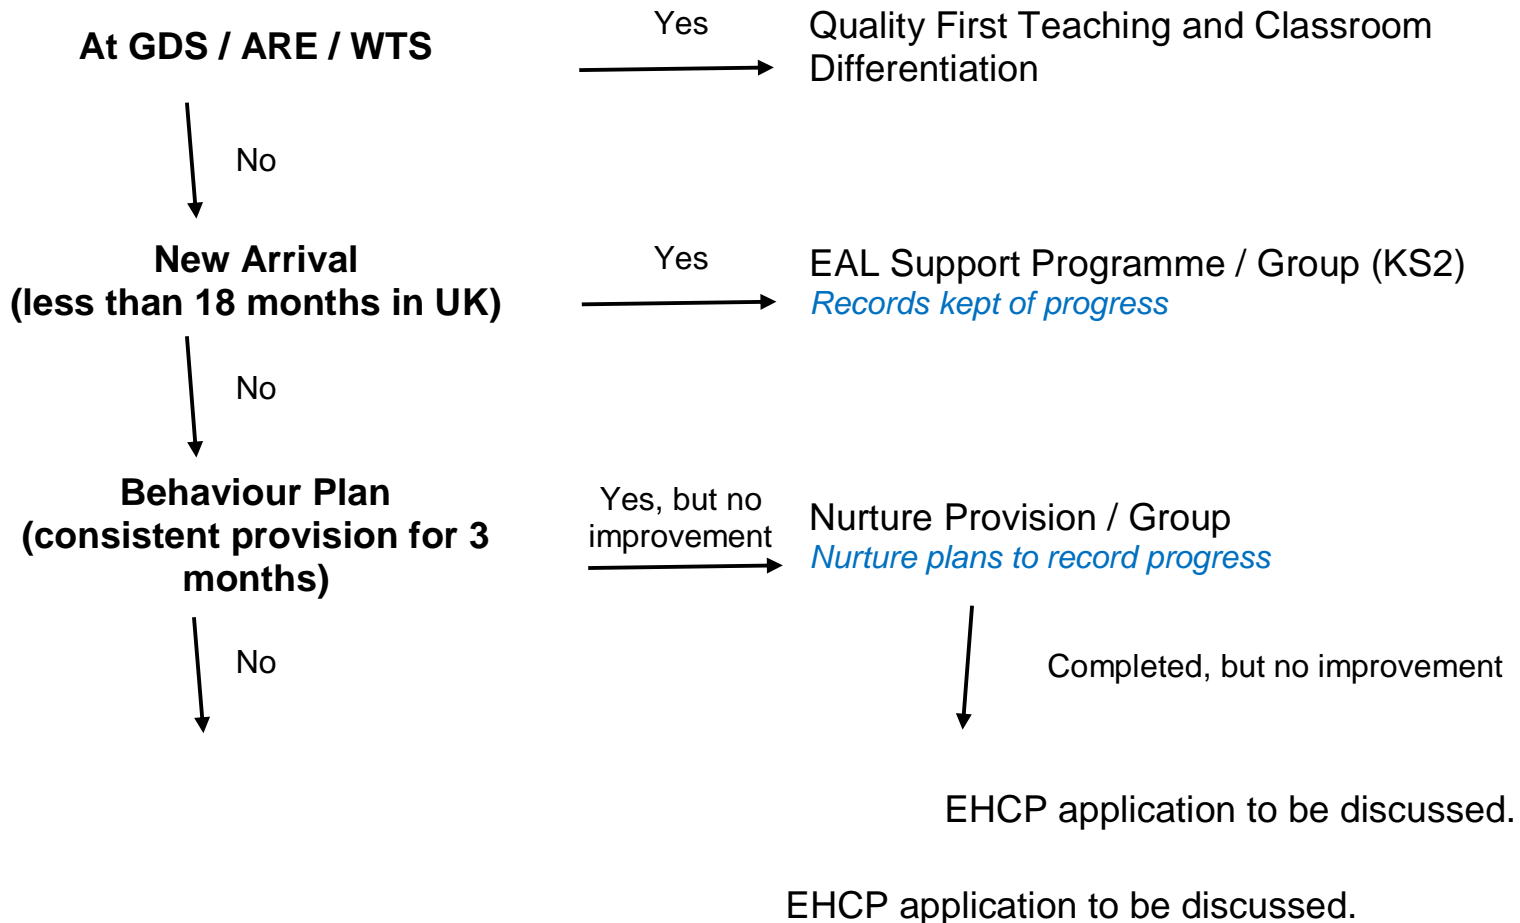 At GDS / ARE / WTS
Yes
Quality First Teaching and Classroom
Differentiation
No
New Arrival
(less than 18 months in UK)
Yes
EAL Support Programme / Group (KS2)
Records kept of progress
No
Behaviour Plan
(consistent provision for 3
months)
Yes, but no
improvement
Nurture Provision / Group
Nurture plans to record progress
No
Completed, but no improvement
EHCP application to be discussed.
EHCP application to be discussed.